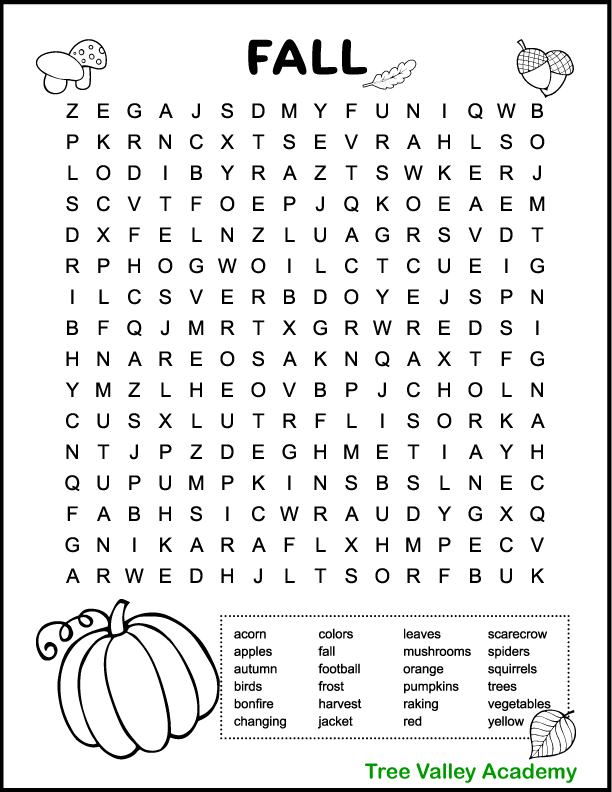 FALL
Z E G A J S D M Y F U N I Q W B
P K R N C X T S E V R A H L S O
L O D I B Y R A Z T S W K E R J
S C V T F O E P J Q K O E A E M
D X F E L N Z L U A G R S V D T
R P H O G W O I L C T C U E I G
I L C S V E R B D O Y E J S P N
B F Q J M R T X G R W R E D S I
H N A R E O S A K N Q A X T F G
Y M Z L H E O V B P J C H O L N
C U S X L U T R F L I S O R K A
N T J P Z D E G H M E T I A Y H
Q U P U M P K I N S B S L N E C
F A B H S I C W R A U D Y G X Q
G N I K A R A F L X H M P E C V
A R W E D H J L T S O R F B U K
acorn colors leaves scarecrow
apples fall mushrooms spiders
autumn football orange squirrels
birds frost pumpkins trees
bonfire harvest raking vegetables
changing jacket red yellow
Tree Valley Academy